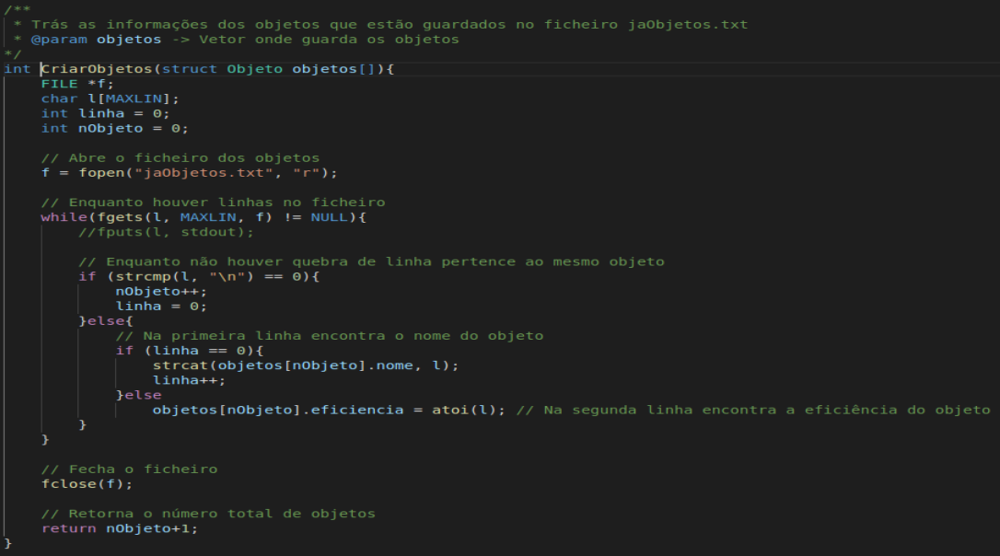 /**
 * Trás as informações dos objetos que estão guardados no ficheiro jaObjetos.txt
 * @param objetos -> Vetor onde guarda os objetos
*/
int CriarObjetos(struct Objeto objetos[]){
    FILE *f;
    char l[MAXLIN];
    int linha = 0;
    int nObjeto = 0;

    // Abre o ficheiro dos objetos
    f = fopen("jaObjetos.txt", "r");

    // Enquanto houver linhas no ficheiro
    while(fgets(l, MAXLIN, f) != NULL){
        //fputs(l, stdout);

        // Enquanto não houver quebra de linha pertence ao mesmo objeto
        if (strcmp(l, "\n") == 0){
            nObjeto++;
            linha = 0;
        }else{
            // Na primeira linha encontra o nome do objeto
            if (linha == 0){
                strcat(objetos[nObjeto].nome, l);
                linha++;
            }else
                objetos[nObjeto].eficiencia = atoi(l); // Na segunda linha encontra a eficiência do objeto
        }
    }

    // Fecha o ficheiro
    fclose(f);

    // Retorna o número total de objetos
    return nObjeto+1;
}